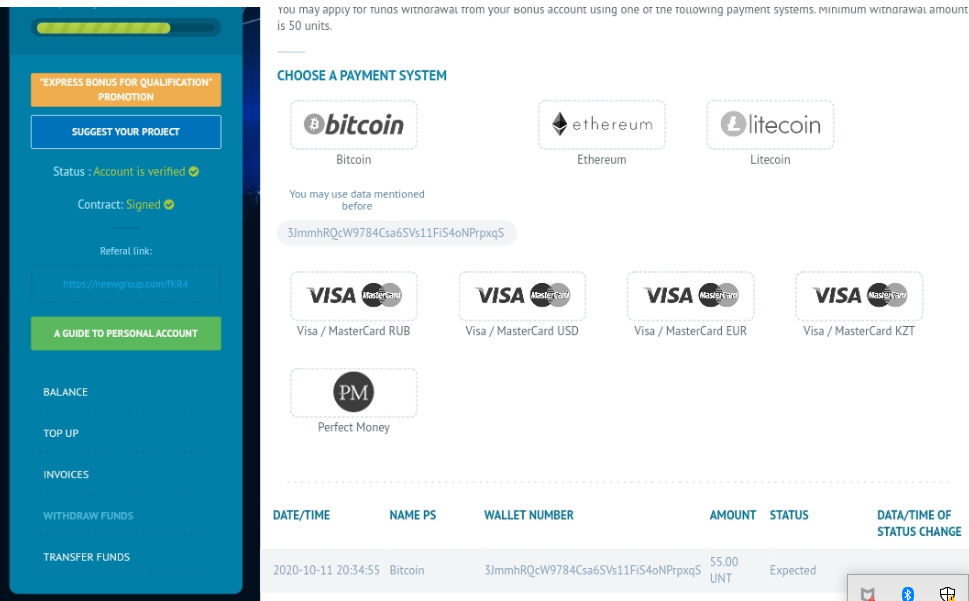 You may apply for funds withdrawal from your Bonus account using one of the following payment systems. Minimum withdrawal amount
is 50 units.
"EXPRESS BONUS FOR QUALIFICATION"
PROMOTION
SUGGEST YOUR PROJECT
Status : Account is verified
Contract: Signed
Referal link:
https://neewgroup.com/fKR4
A GUIDE TO PERSONAL ACCOUNT
BALANCE
TOP UP
INVOICES
WITHDRAW FUNDS
TRANSFER FUNDS
CHOOSE A PAYMENT SYSTEM
bitcoin
ethereum
litecoin
Bitcoin
Ethereum
Litecoin
You may use data mentioned
before
3JmmhRQcW9784Csa6SVs11FiS4oNPrpxqS
VISA MasterCard
VISA MasterCard
VISA MasterCard
VISA MasterCard
Visa / MasterCard RUB
Visa / MasterCard USD
Visa / MasterCard EUR
Visa / MasterCard KZT
PM
Perfect Money
DATE/TIME NAME PS WALLET NUMBER AMOUNT STATUS DATA/TIME OF
STATUS CHANGE
2020-10-11 20:34:55 Bitcoin 3JmmhRQcW9784Csa6SVs11FiS4oNPrpxqS 55.00
UNT Expected